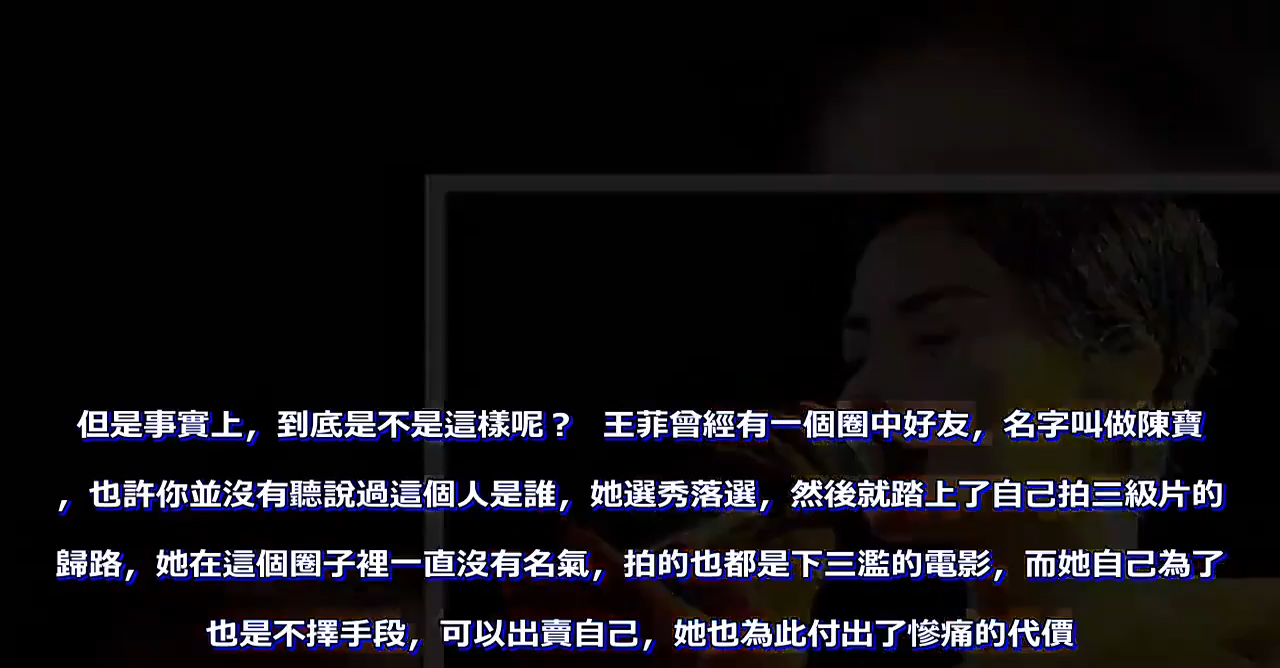 但是事實上，到底是不是這樣呢？ 王菲曾經有一個圈中好友，名字叫做陳寶
，也許你並沒有聽說過這個人是誰，她選秀落選，然後就踏上了自己拍三級片的
歸路，她在這個圈子裡一直沒有名氣，拍的也都是下三濫的電影，而她自己為了
也是不擇手段，可以出賣自己，她也為此付出了慘痛的代價